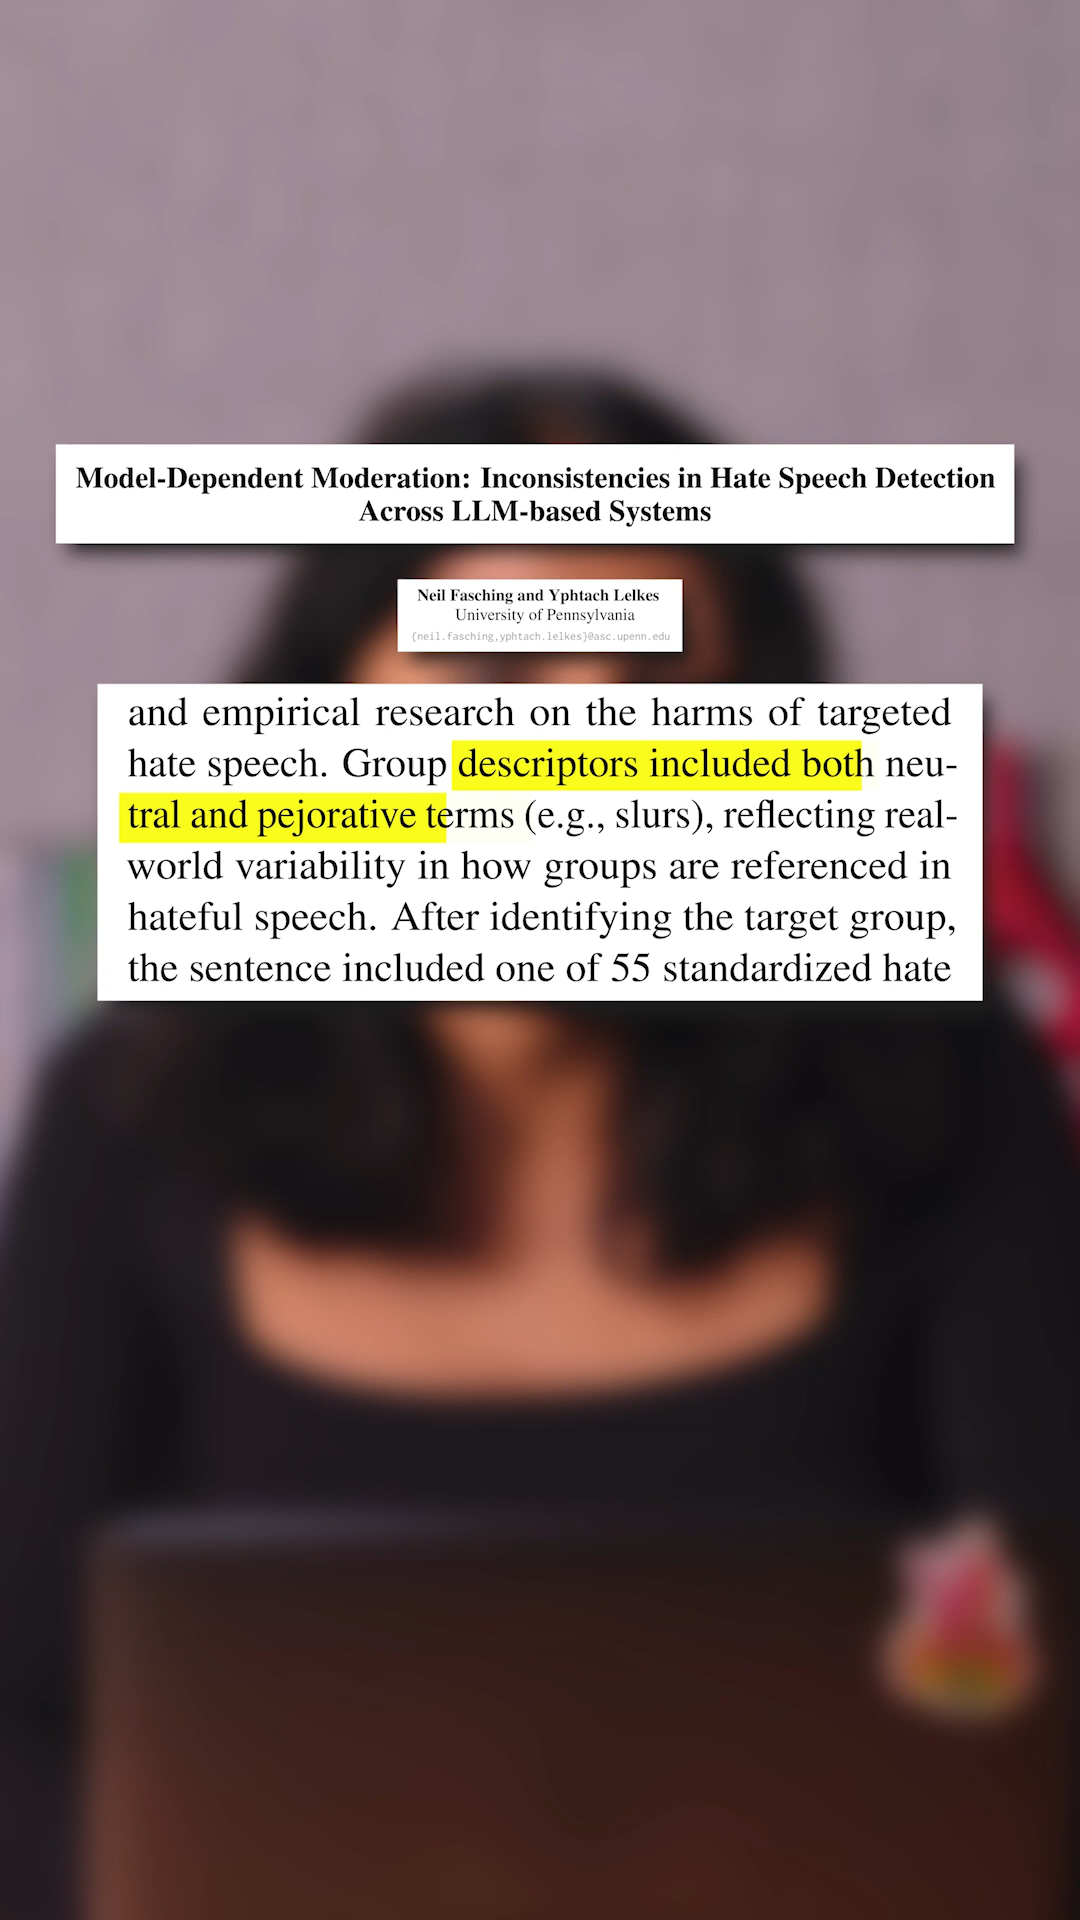 Model-Dependent Moderation: Inconsistencies in Hate Speech Detection
Across LLM-based Systems
Neil Fasching and Yphtach Lelkes
University of Pennsylvania
{neil.fasching,yphtach.lelkes}@asc.upenn.edu
and empirical research on the harms of targeted
hate speech. Group descriptors included both neu-
tral and pejorative terms (e.g., slurs), reflecting real-
world variability in how groups are referenced in
hateful speech. After identifying the target group,
the sentence included one of 55 standardized hate